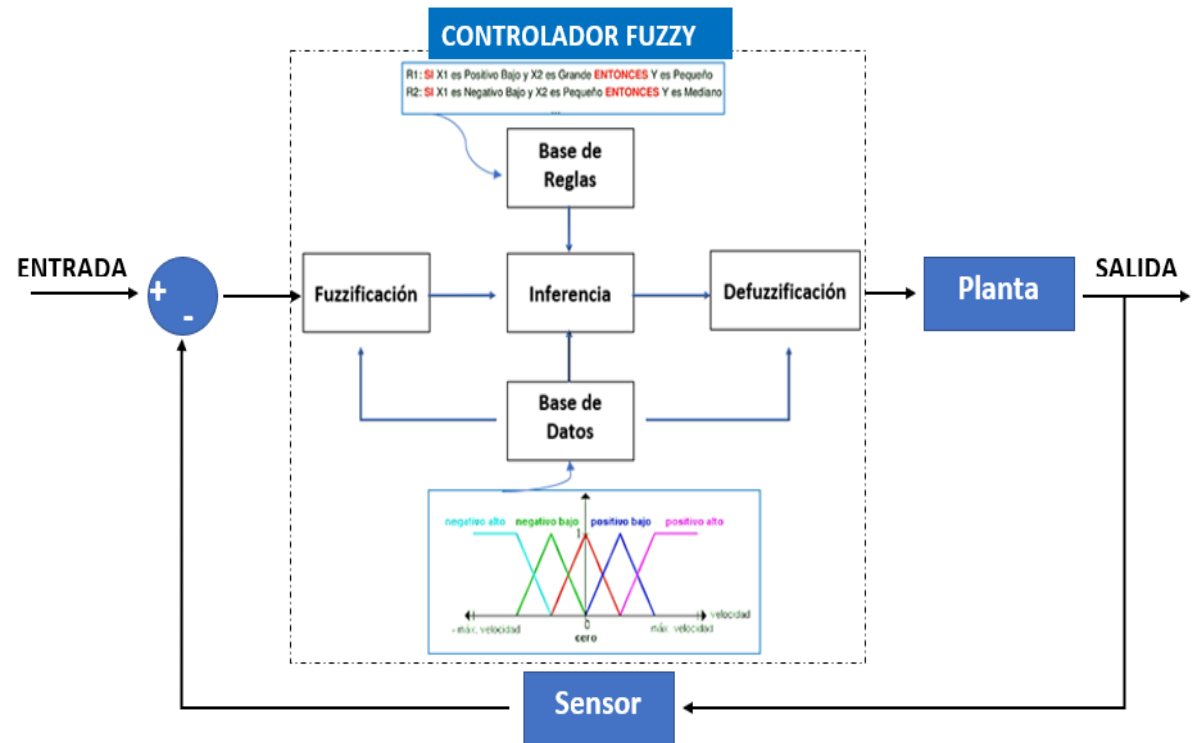 CONTROLADOR FUZZY
R1: SI X1 es Positivo Bajo y X2 es Grande ENTONCES Y es Pequeño
R2: SI X1 es Negativo Bajo y X2 es Pequeño ENTONCES Y es Mediano
...
Base de
Reglas
ENTRADA
+
-
Fuzzificación
Inferencia
Defuzzificación
Planta
SALIDA
Base de
Datos
negativo alto
negativo bajo
positivo bajo
positivo alto
1
velocidad
- máx. velocidad
0
máx. velocidad
cero
Sensor